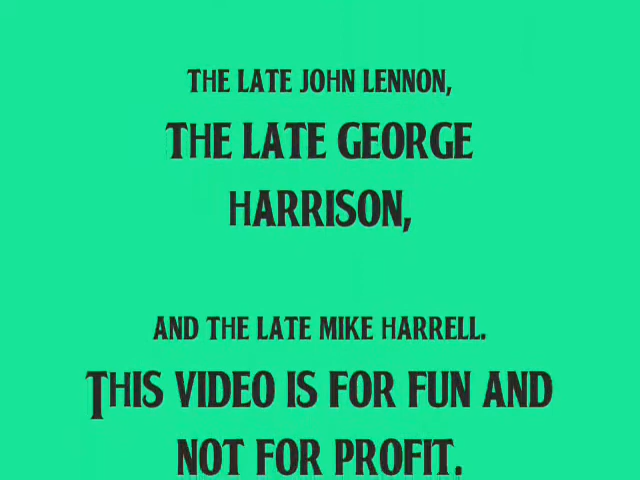 THE LATE JOHN LENNON,
THE LATE GEORGE
HARRISON,
AND THE LATE MIKE HARRELL.
THIS VIDEO IS FOR FUN AND
NOT FOR PROFIT.